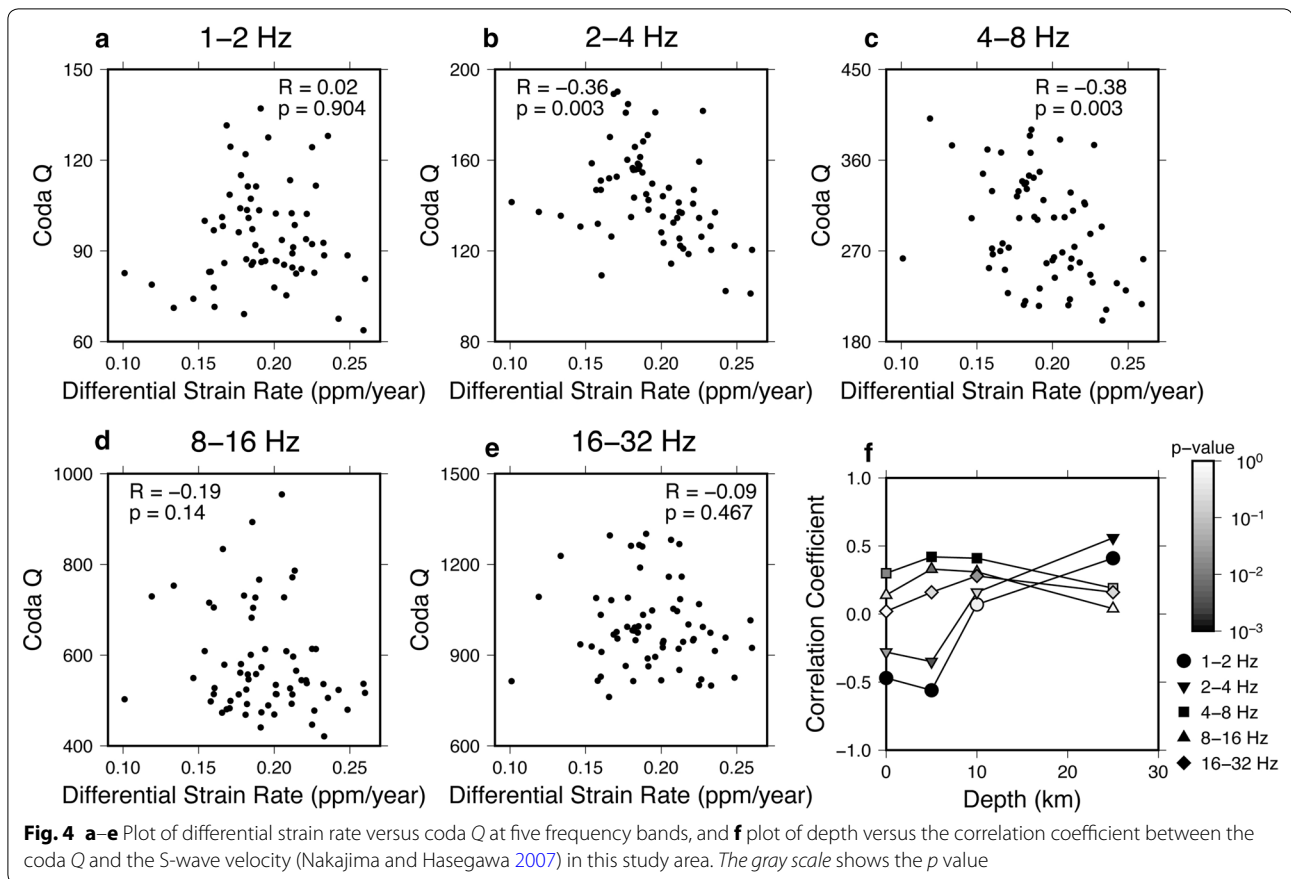 a 1–2 Hz
150
120
90
60
Coda Q
R = 0.02
p = 0.904
0.10 0.15 0.20 0.25
Differential Strain Rate (ppm/year)
b 2–4 Hz
200
160
120
80
Coda Q
R = −0.36
p = 0.003
0.10 0.15 0.20 0.25
Differential Strain Rate (ppm/year)
c 4–8 Hz
450
360
270
180
Coda Q
R = −0.38
p = 0.003
0.10 0.15 0.20 0.25
Differential Strain Rate (ppm/year)
d 8–16 Hz
1000
800
600
400
Coda Q
R = −0.19
p = 0.14
0.10 0.15 0.20 0.25
Differential Strain Rate (ppm/year)
e 16–32 Hz
1500
1200
900
600
Coda Q
R = −0.09
p = 0.467
0.10 0.15 0.20 0.25
Differential Strain Rate (ppm/year)
f
1.0
0.5
0.0
−0.5
−1.0
Correlation Coefficient
0 10 20 30
Depth (km)
p−value
10⁰
10⁻¹
10⁻²
10⁻³
1−2 Hz
2−4 Hz
4−8 Hz
8−16 Hz
16−32 Hz
Fig. 4 a–e Plot of differential strain rate versus coda Q at five frequency bands, and f plot of depth versus the correlation coefficient between the
coda Q and the S-wave velocity (Nakajima and Hasegawa 2007) in this study area. The gray scale shows the p value